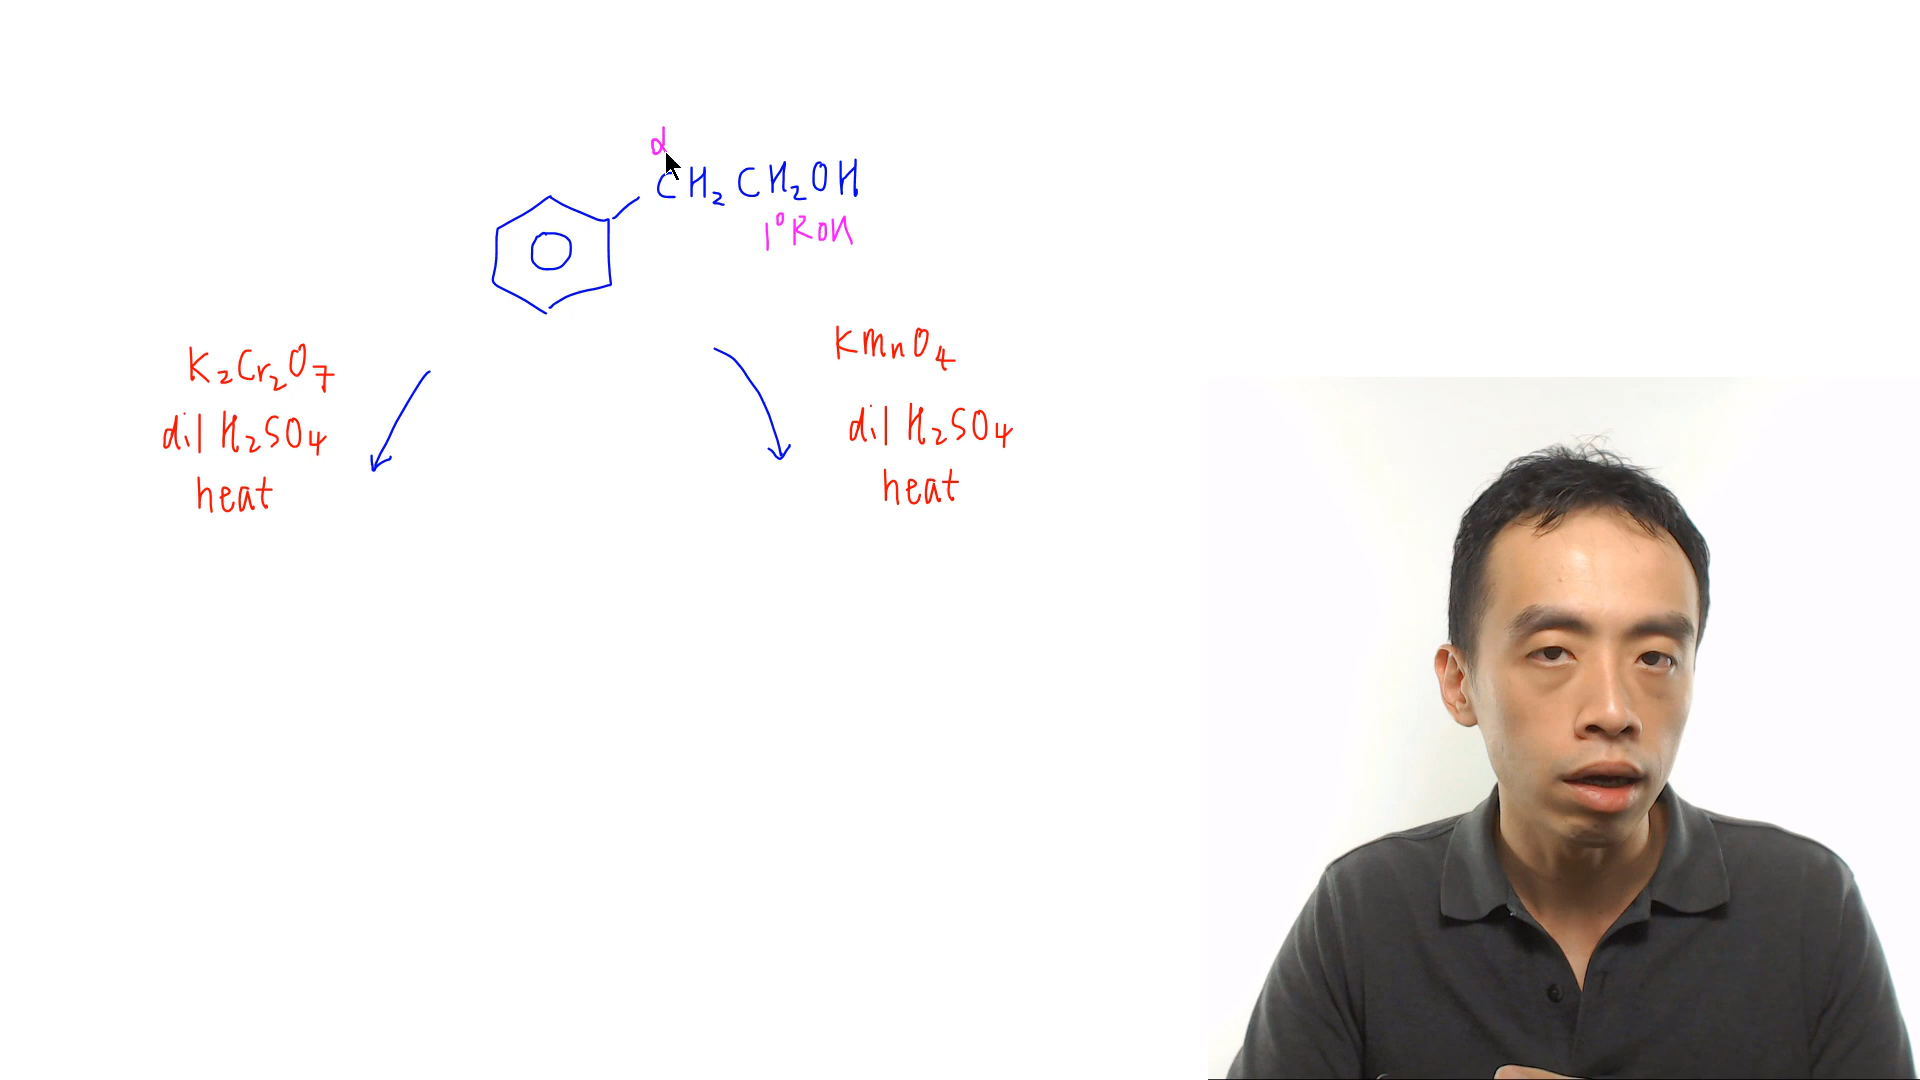 α
CH₂CH₂OH
1° ROH
K₂Cr₂O₇
dil H₂SO₄
heat
KMnO₄
dil H₂SO₄
heat